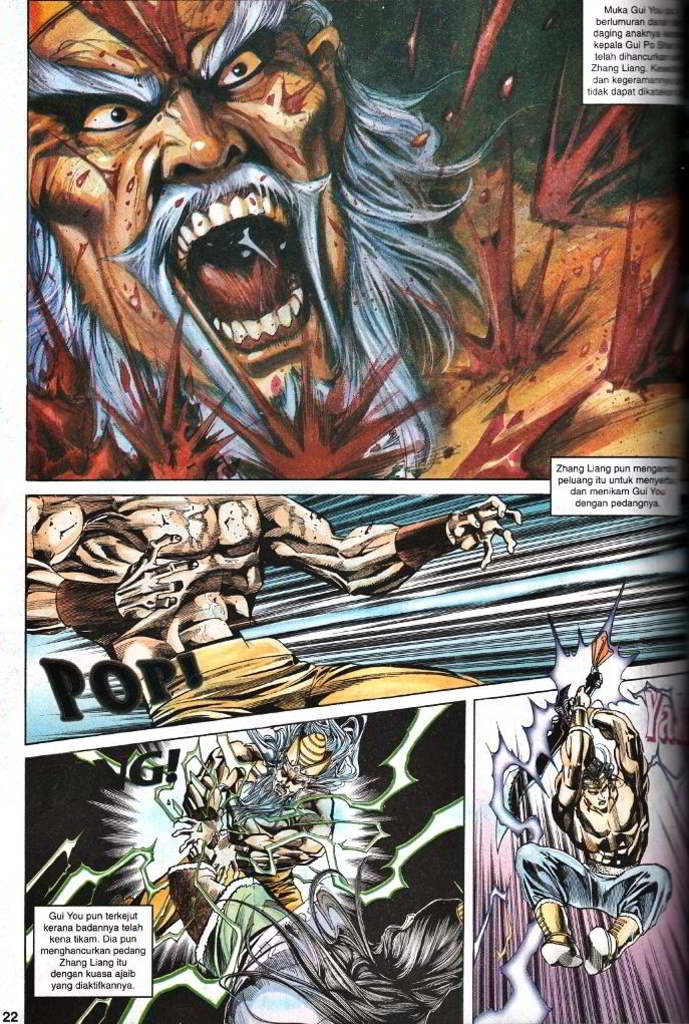 Muka Gui You
berlumuran
daging anaknya
kepala Gui Po
telah dihancurkan
Zhang Liang.
dan kegeramannya
tidak dapat
Zhang Liang pun
peluang itu untuk
dan menikam Gui You
dengan pedangnya.
POP!
G!
Ya
Gui You pun terkejut
kerana badannya telah
kena tikam. Dia pun
menghancurkan pedang
Zhang Liang itu
dengan kuasa ajaib
yang diaktifkannya.
22